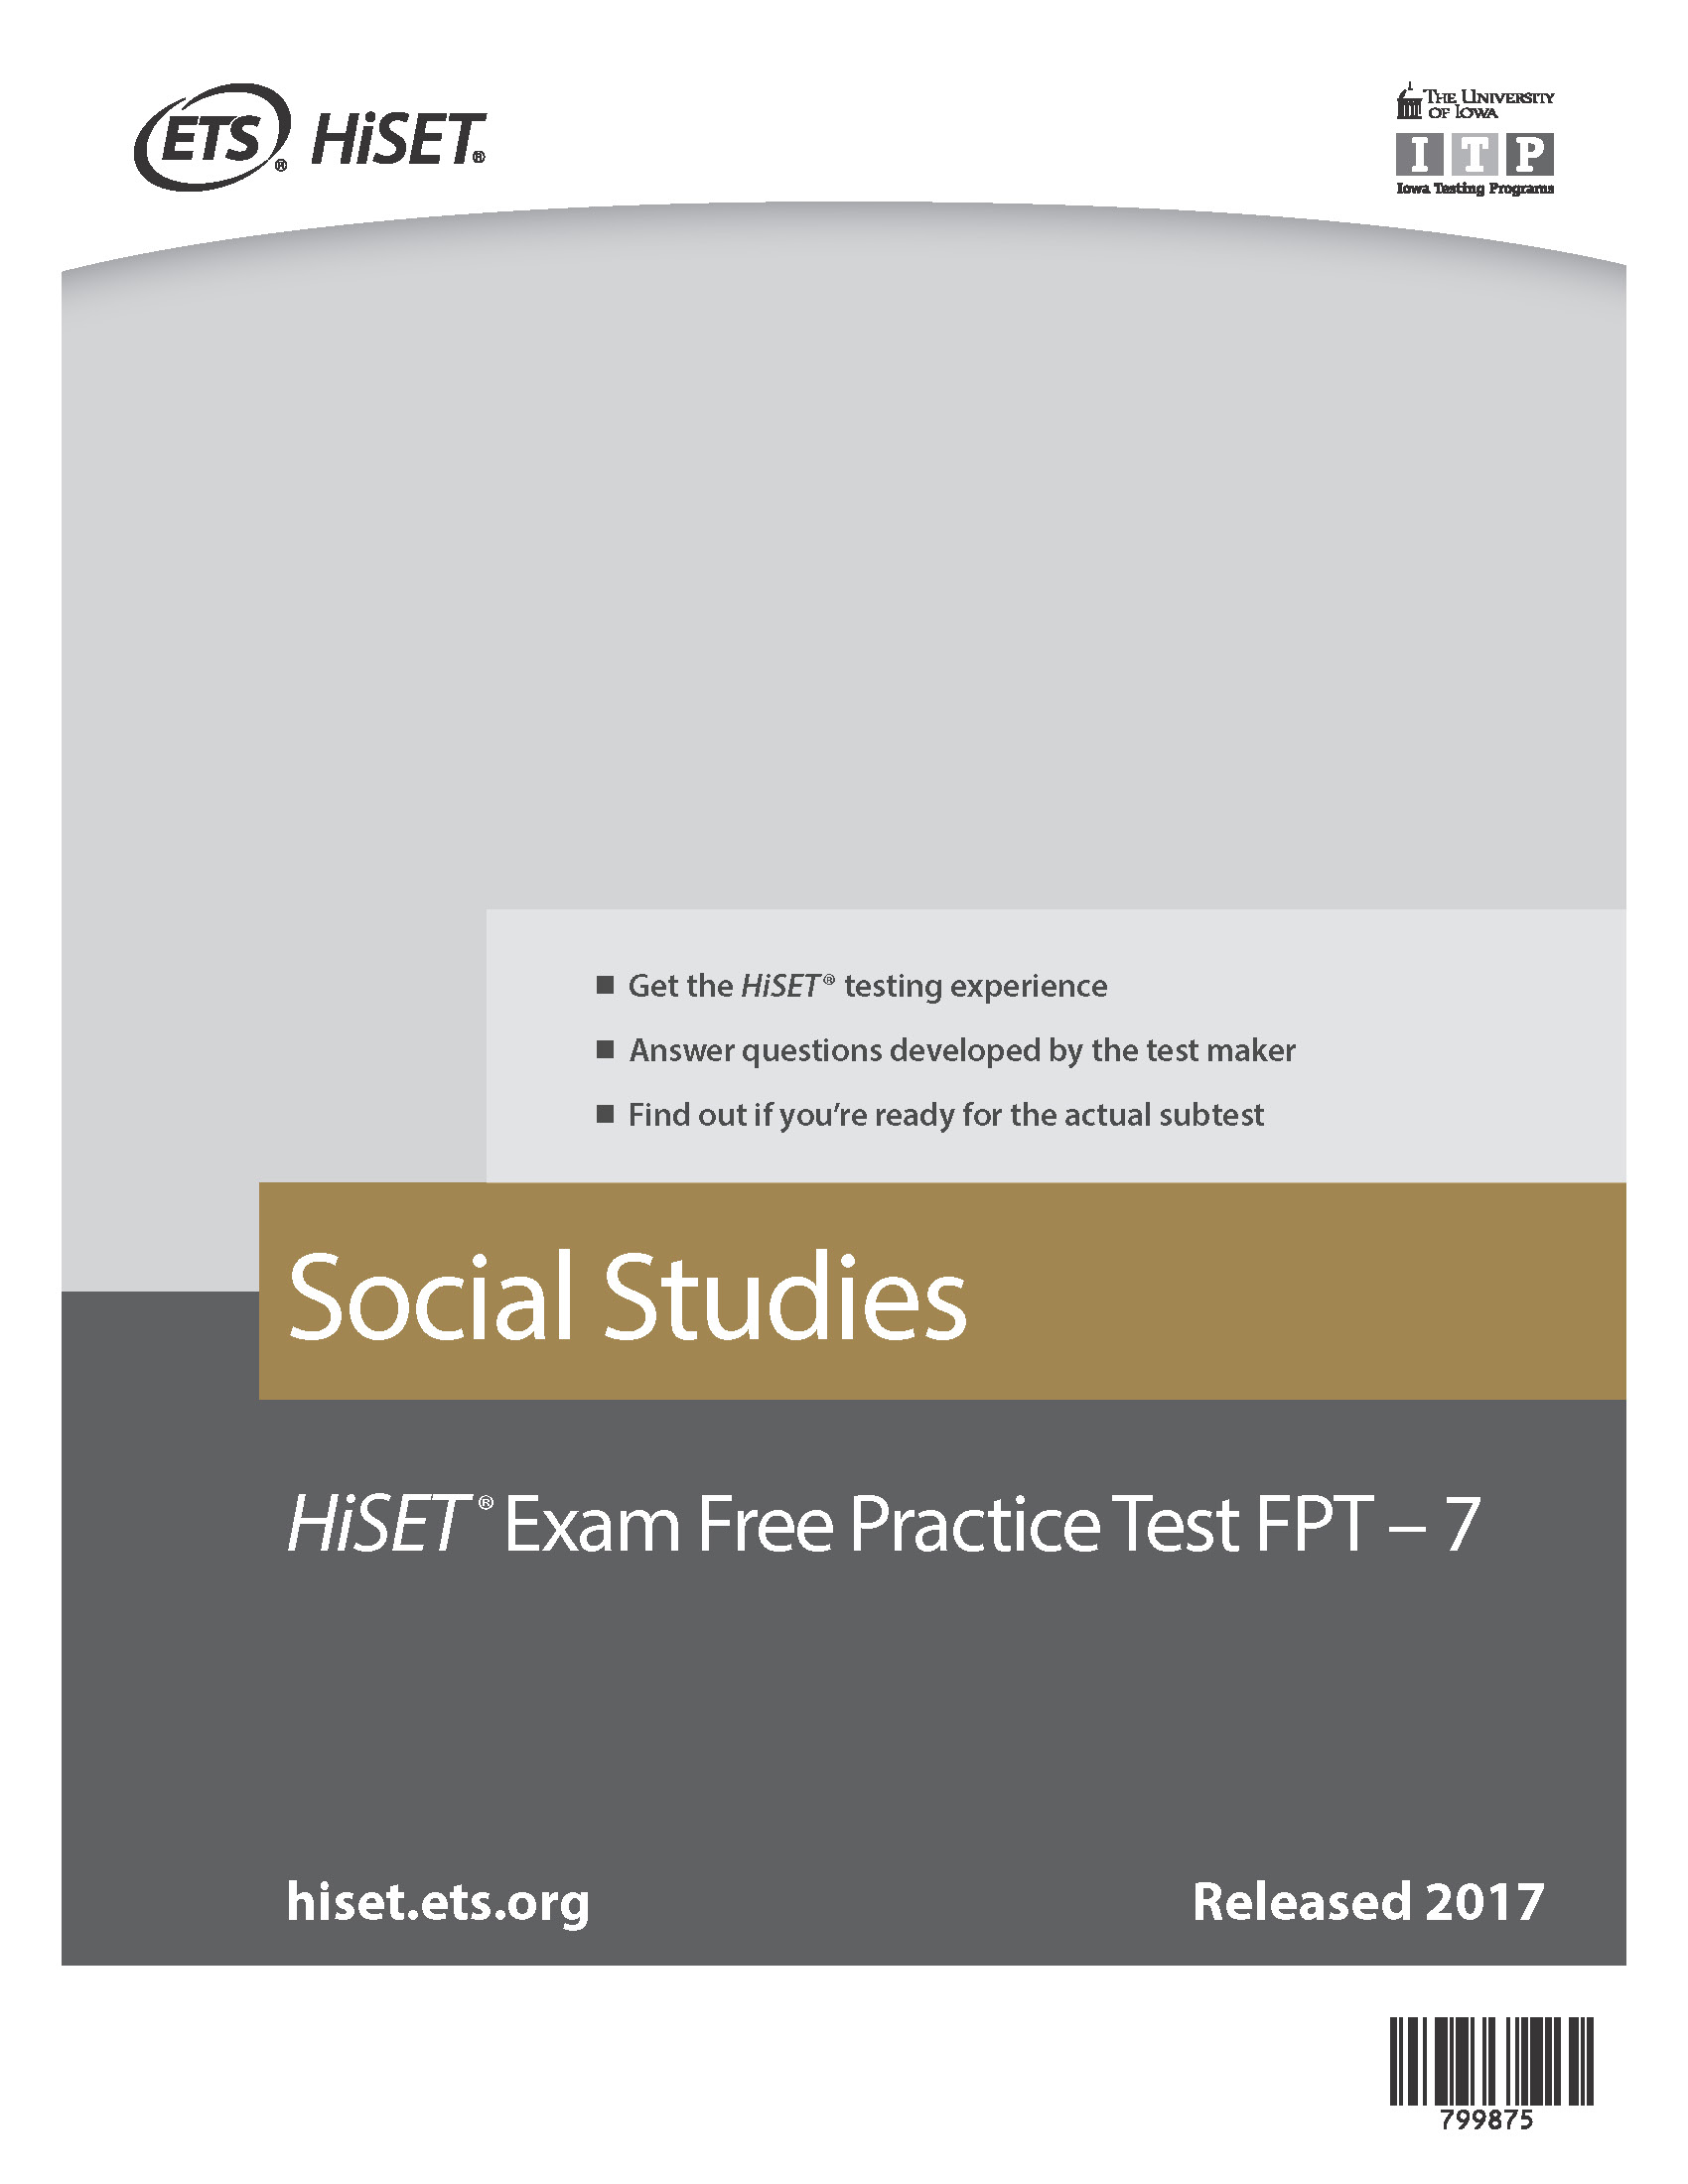 ETS® HiSET®
THE UNIVERSITY
OF IOWA
ITP
Iowa Testing Programs
■ Get the HiSET® testing experience
■ Answer questions developed by the test maker
■ Find out if you’re ready for the actual subtest
Social Studies
HiSET® Exam Free Practice Test FPT – 7
hiset.ets.org
Released 2017
799875